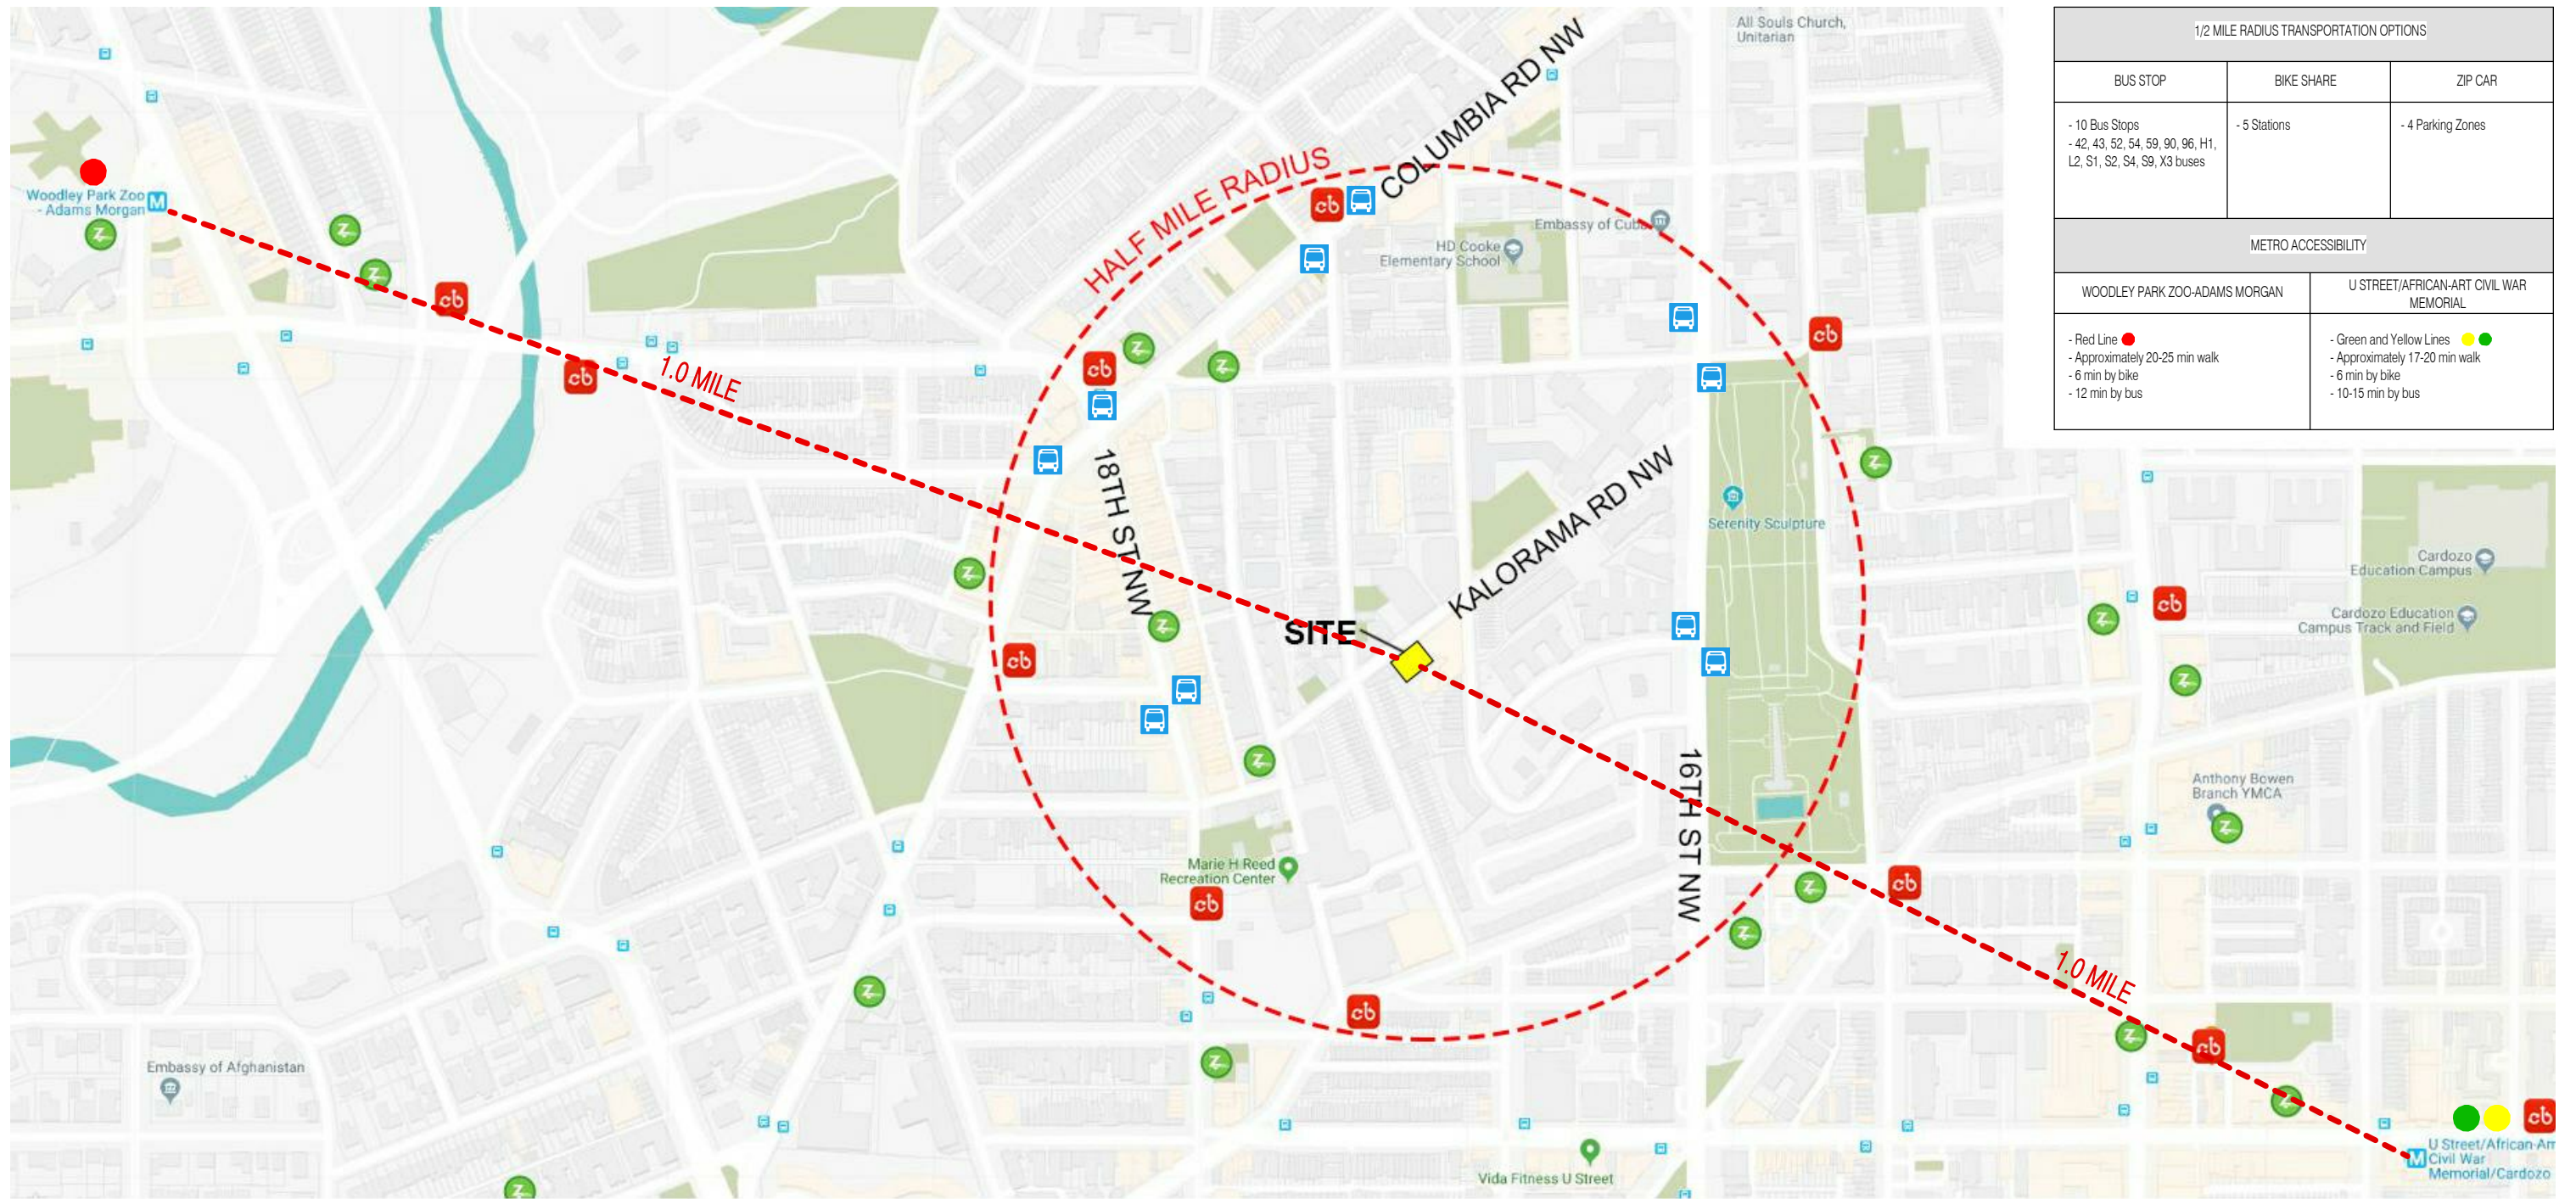 All Souls Church,
Unitarian
COLUMBIA RD NW
HALF MILE RADIUS
Woodley Park Zoo
- Adams Morgan
M
Embassy of Cuba
HD Cooke
Elementary School
1.0 MILE
18TH ST NW
KALORAMA RD NW
Serenity Sculpture
SITE
Cardozo
Education Campus
Cardozo Education
Campus Track and Field
16TH ST NW
Anthony Bowen
Branch YMCA
Marie H Reed
Recreation Center
1.0 MILE
Embassy of Afghanistan
Vida Fitness U Street
U Street/African-Am
M Civil War
Memorial/Cardozo
1/2 MILE RADIUS TRANSPORTATION OPTIONS
BUS STOP
BIKE SHARE
ZIP CAR
- 10 Bus Stops
- 42, 43, 52, 54, 59, 90, 96, H1,
L2, S1, S2, S4, S9, X3 buses
- 5 Stations
- 4 Parking Zones
METRO ACCESSIBILITY
WOODLEY PARK ZOO-ADAMS MORGAN
U STREET/AFRICAN-ART CIVIL WAR
MEMORIAL
- Red Line
- Approximately 20-25 min walk
- 6 min by bike
- 12 min by bus
- Green and Yellow Lines
- Approximately 17-20 min walk
- 6 min by bike
- 10-15 min by bus